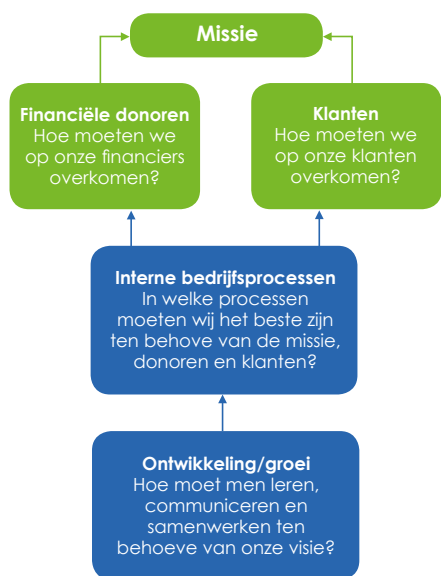 Missie
Financiële donoren
Hoe moeten we
op onze financiers
overkomen?
Klanten
Hoe moeten we
op onze klanten
overkomen?
Interne bedrijfsprocessen
In welke processen
moeten wij het beste zijn
ten behove van de missie,
donoren en klanten?
Ontwikkeling/groei
Hoe moet men leren,
communiceren en
samenwerken ten
behoeve van onze visie?